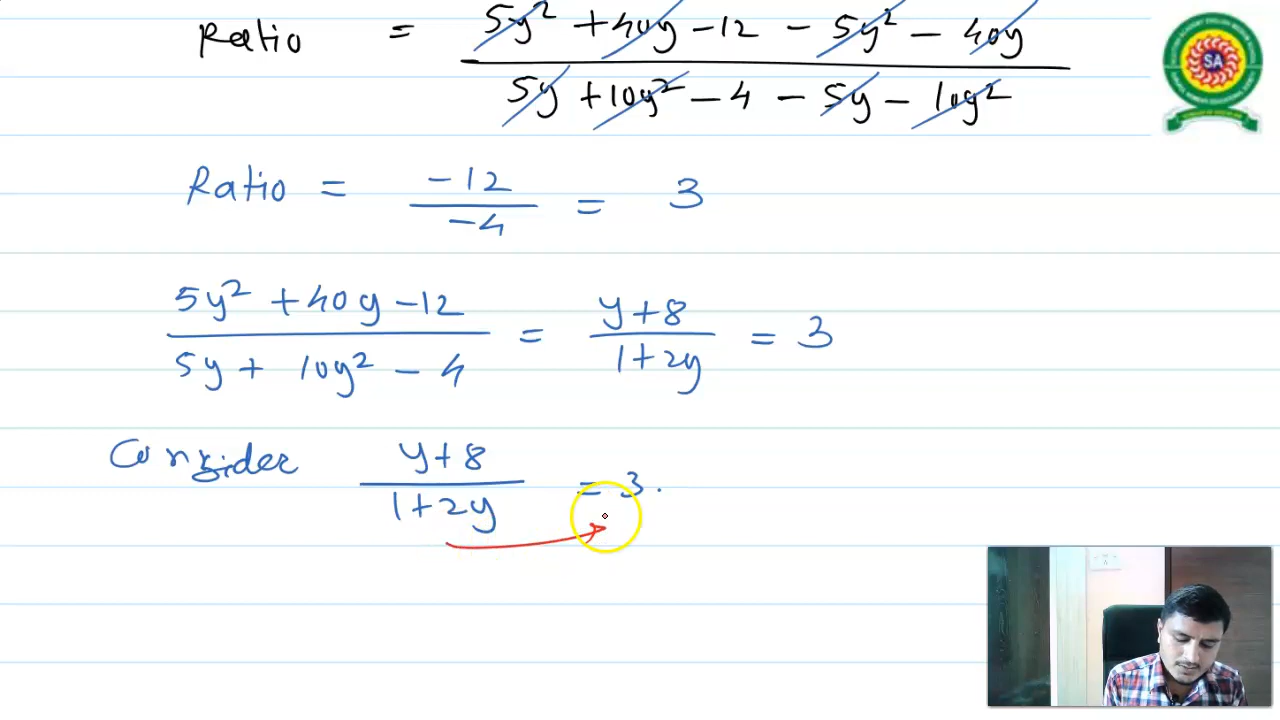 Ratio = (5y² + 40y - 12 - 5y² - 40y) / (5y + 10y² - 4 - 5y - 10y²)
SA
Ratio = -12 / -4 = 3
(5y² + 40y - 12) / (5y + 10y² - 4) = (y + 8) / (1 + 2y) = 3
Consider (y + 8) / (1 + 2y) = 3.